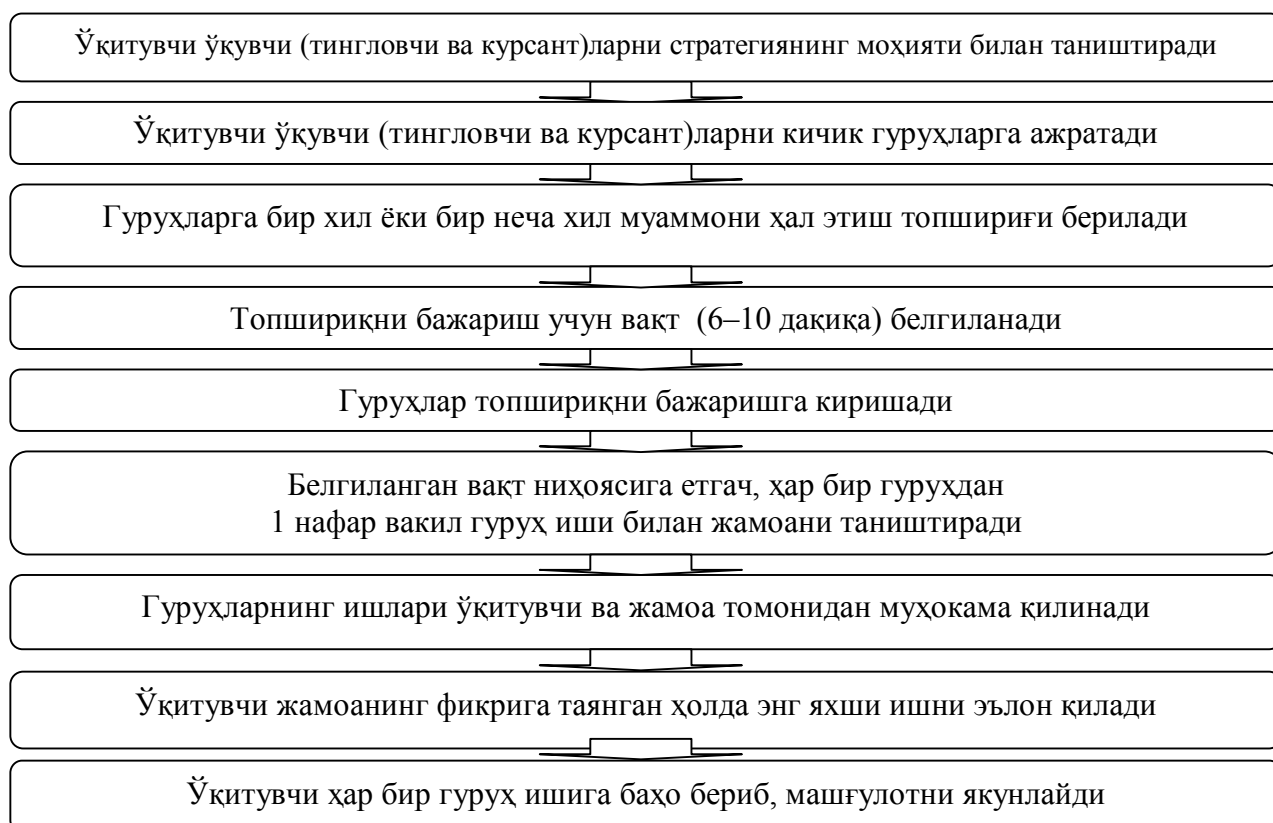 Ўқитувчи ўқувчи (тингловчи ва курсант)ларни стратегиянинг моҳияти билан таништиради
Ўқитувчи ўқувчи (тингловчи ва курсант)ларни кичик гуруҳларга ажратади
Гуруҳларга бир хил ёки бир неча хил муаммони ҳал этиш топшириғи берилади
Топшириқни бажариш учун вақт (6–10 дақиқа) белгиланади
Гуруҳлар топшириқни бажаришга киришади
Белгиланган вақт ниҳоясига етгач, ҳар бир гуруҳдан
1 нафар вакил гуруҳ иши билан жамоани таништиради
Гуруҳларнинг ишлари ўқитувчи ва жамоа томонидан муҳокама қилинади
Ўқитувчи жамоанинг фикрига таянган ҳолда энг яхши ишни эълон қилади
Ўқитувчи ҳар бир гуруҳ ишига баҳо бериб, машғулотни якунлайди